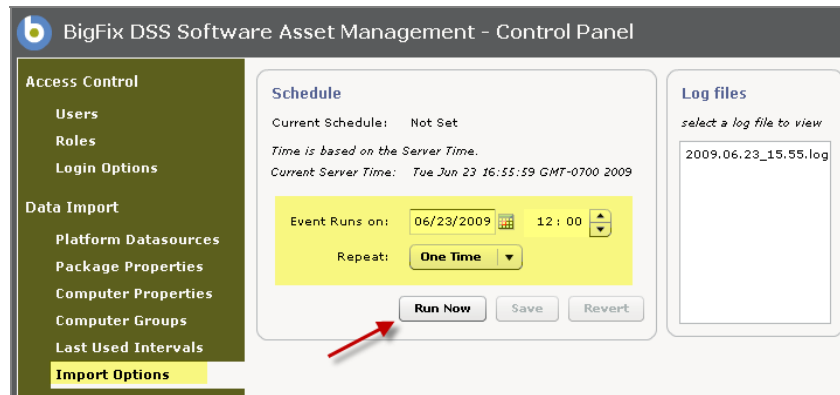 BigFix DSS Software Asset Management - Control Panel
Access Control
Users
Roles
Login Options
Data Import
Platform Datasources
Package Properties
Computer Properties
Computer Groups
Last Used Intervals
Import Options
Schedule
Current Schedule: Not Set
Time is based on the Server Time.
Current Server Time: Tue Jun 23 16:55:59 GMT-0700 2009
Event Runs on: 06/23/2009 12 : 00
Repeat: One Time
Run Now Save Revert
Log files
select a log file to view
2009.06.23_15.55.log